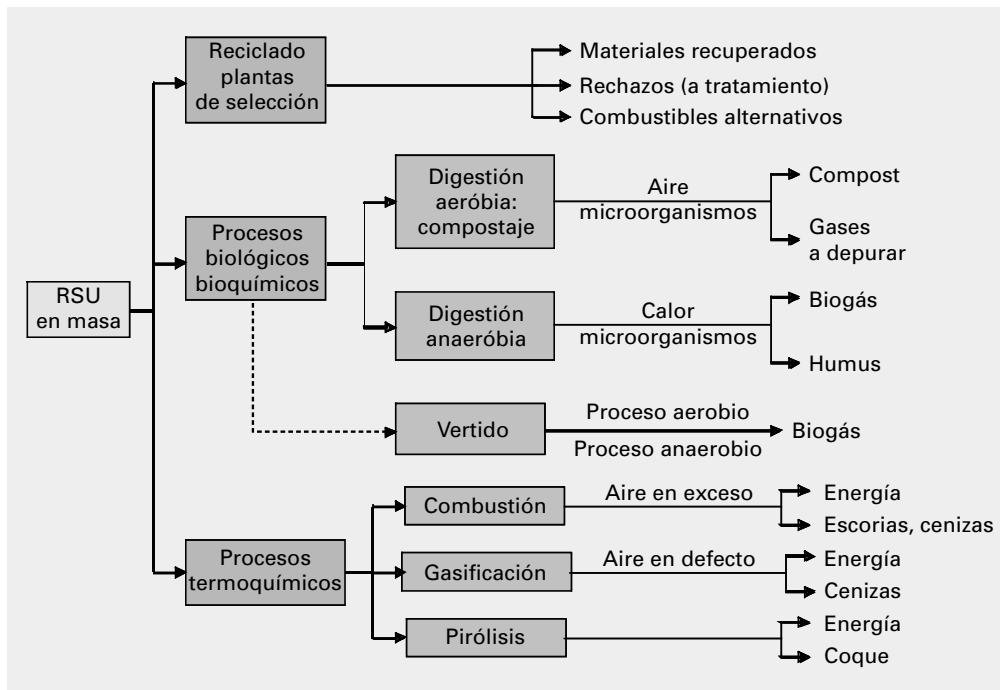 Reciclado
plantas
de selección
Materiales recuperados
Rechazos (a tratamiento)
Combustibles alternativos
Digestión
aeróbia:
compostaje
Aire
microorganismos
Compost
Gases
a depurar
Procesos
biológicos
bioquímicos
RSU
en masa
Digestión
anaeróbia
Calor
microorganismos
Biogás
Humus
Vertido
Proceso aerobio
Proceso anaerobio
Biogás
Combustión
Aire en exceso
Energía
Escorias, cenizas
Procesos
termoquímicos
Gasificación
Aire en defecto
Energía
Cenizas
Pirólisis
Energía
Coque